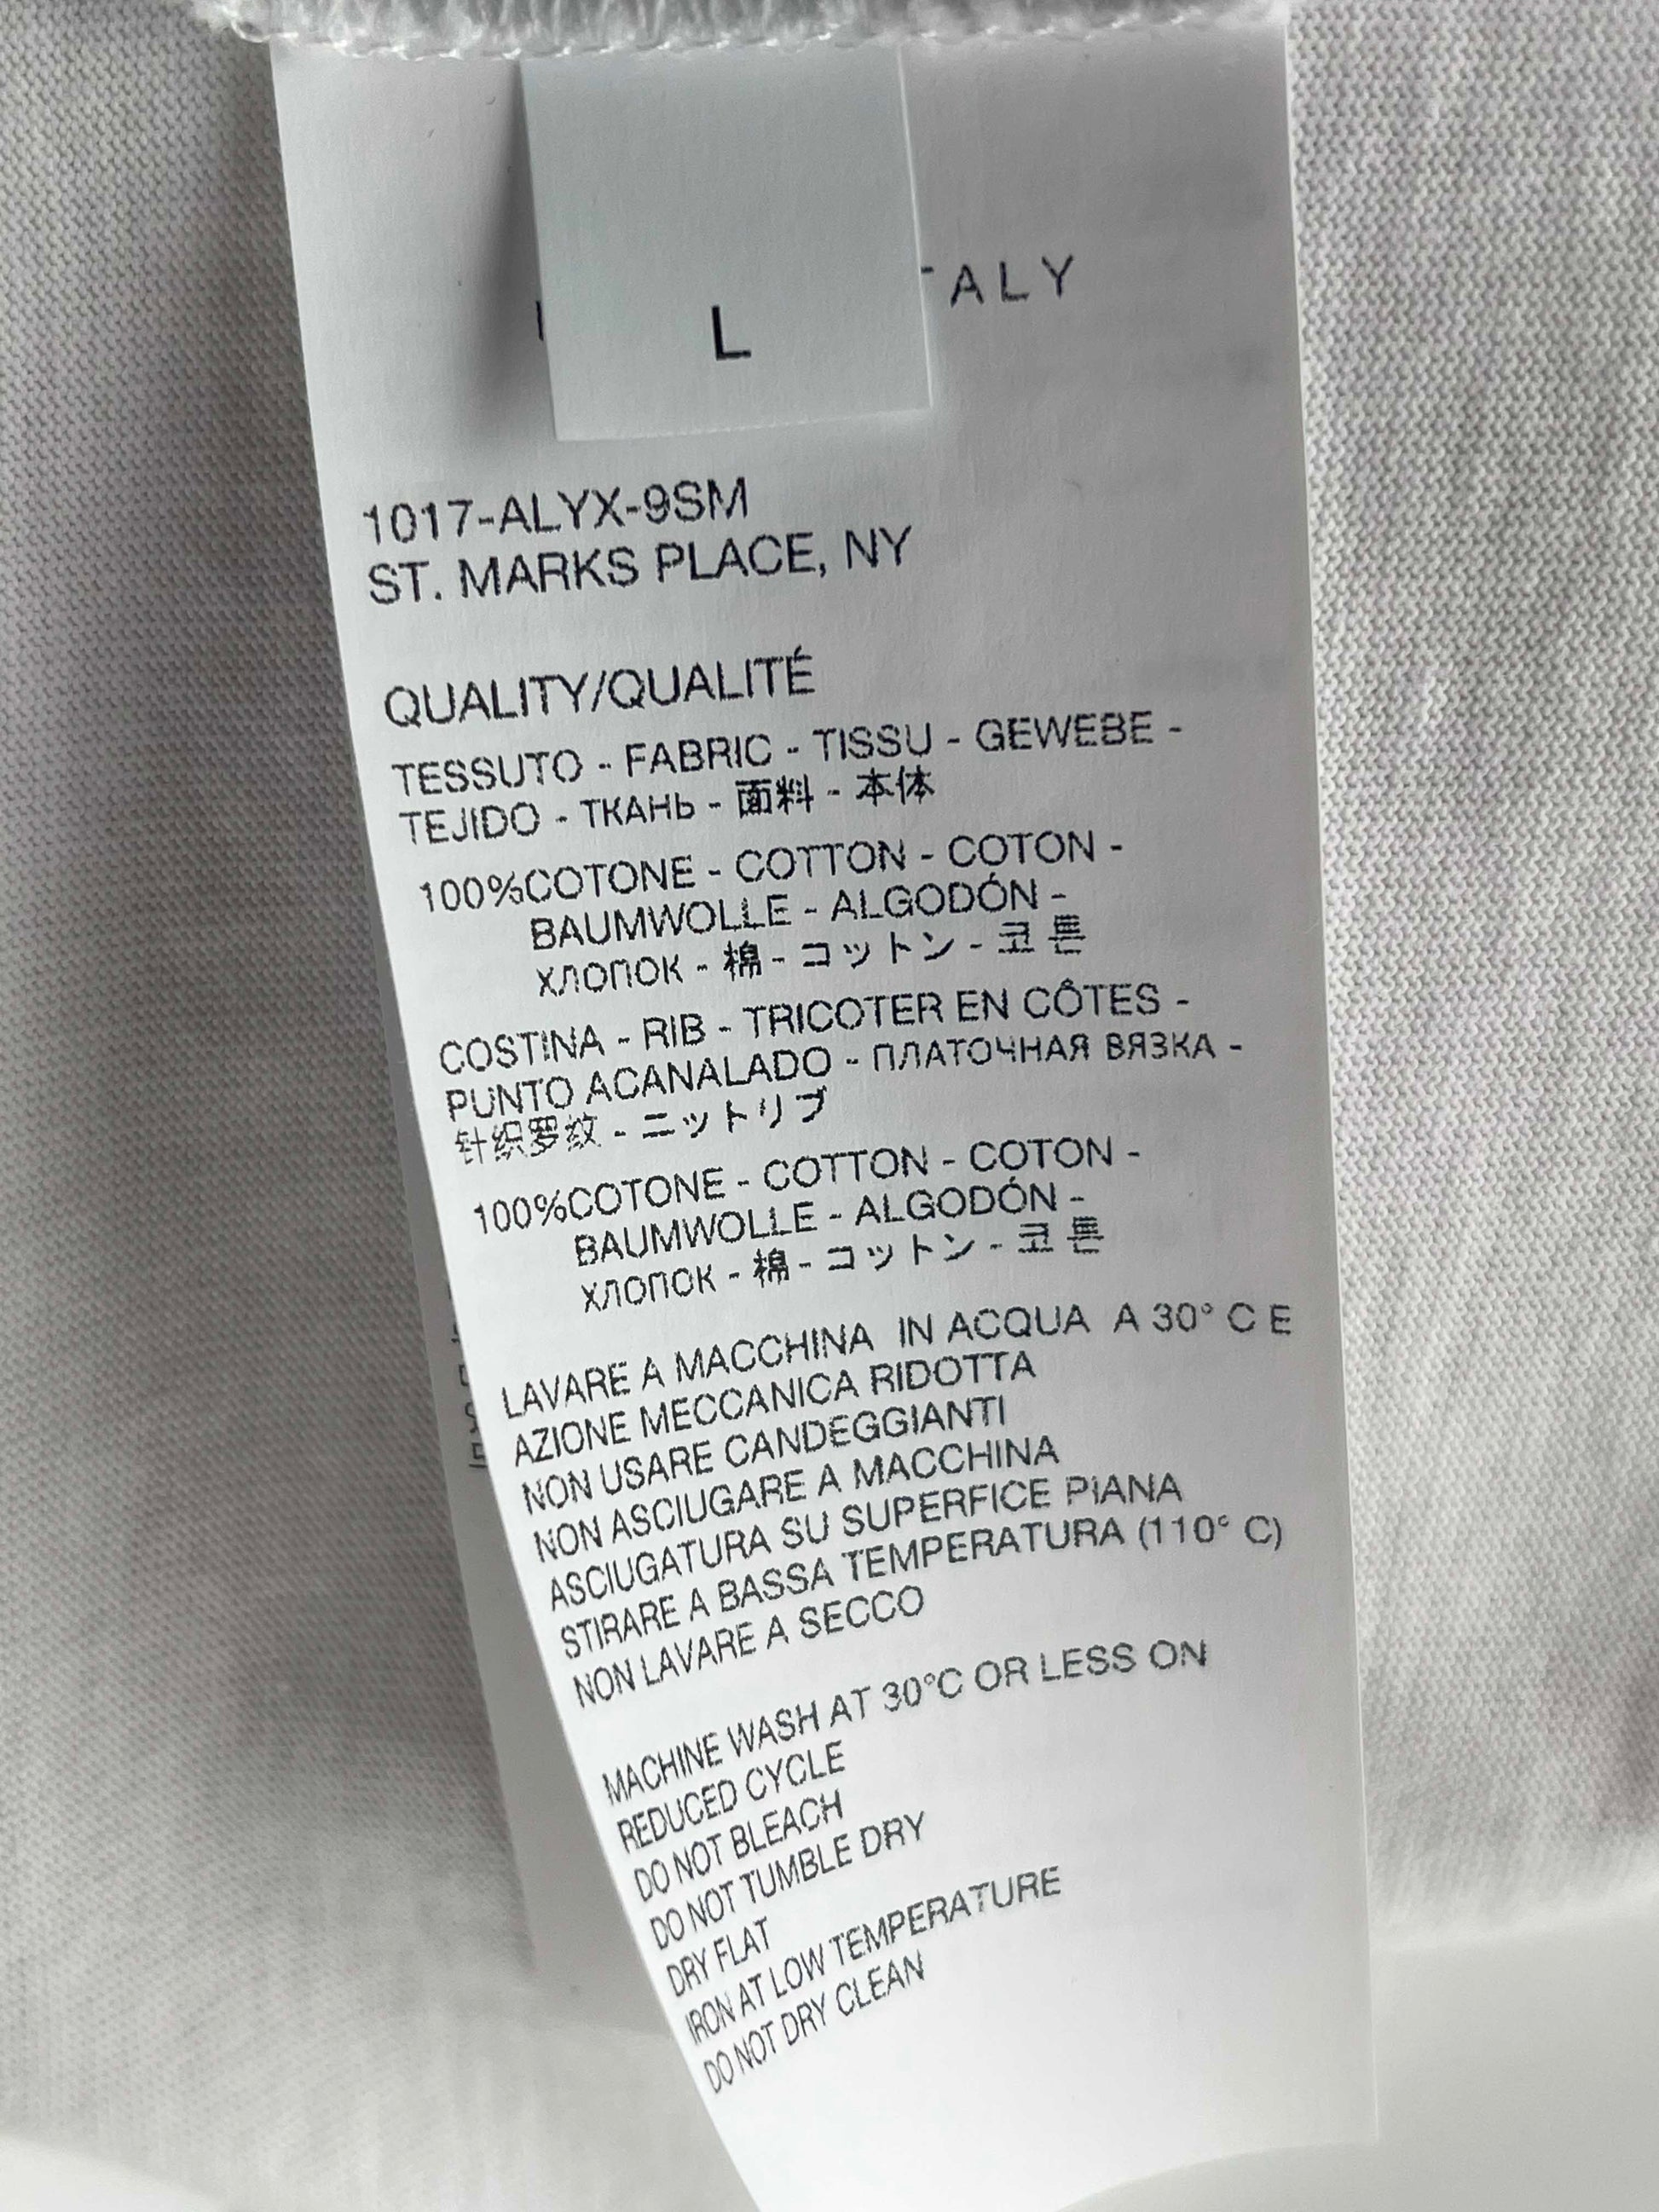 ALY
L
1017-ALYX-9SM
ST. MARKS PLACE, NY
QUALITY/QUALITÉ
TESSUTO - FABRIC - TISSU - GEWEBE -
TEJIDO - ТКАНЬ - 面料 - 本体
100%COTONE - COTTON - COTON -
BAUMWOLLE - ALGODÓN -
ХЛОПОК - 棉 - コットン - 코튼
COSTINA - RIB - TRICOTER EN CÔTES -
PUNTO ACANALADO - ПЛАТОЧНАЯ ВЯЗКА -
针织罗纹 - ニットリブ
100%COTONE - COTTON - COTON -
BAUMWOLLE - ALGODÓN -
ХЛОПОК - 棉 - コットン - 코튼
LAVARE A MACCHINA IN ACQUA A 30° C E
AZIONE MECCANICA RIDOTTA
NON USARE CANDEGGIANTI
NON ASCIUGARE A MACCHINA
ASCIUGATURA SU SUPERFICE PIANA
STIRARE A BASSA TEMPERATURA (110° C)
NON LAVARE A SECCO
MACHINE WASH AT 30°C OR LESS ON
REDUCED CYCLE
DO NOT BLEACH
DO NOT TUMBLE DRY
DRY FLAT
IRON AT LOW TEMPERATURE
DO NOT DRY CLEAN